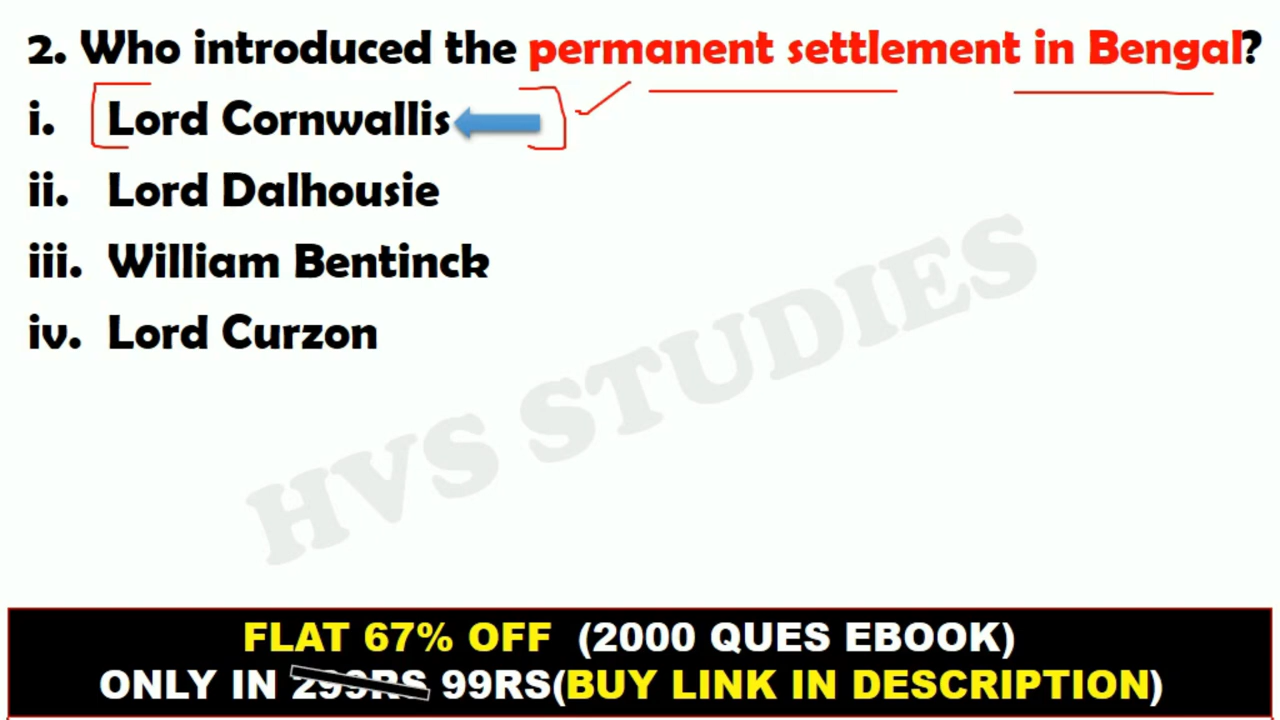 2. Who introduced the permanent settlement in Bengal?
i. Lord Cornwallis
ii. Lord Dalhousie
iii. William Bentinck
iv. Lord Curzon
HVS STUDIES
FLAT 67% OFF (2000 QUES EBOOK)
ONLY IN 299RS 99RS(BUY LINK IN DESCRIPTION)